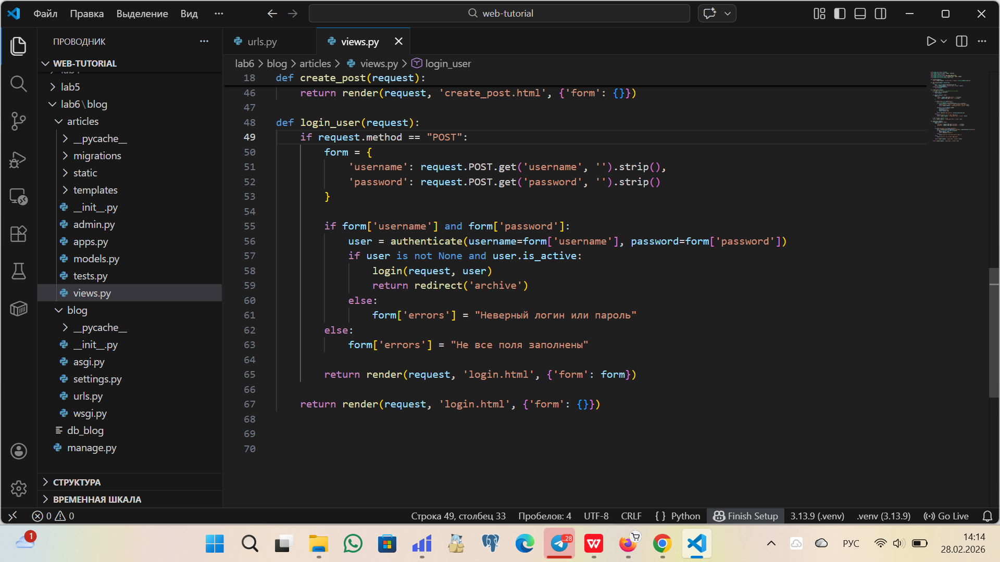 Файл Правка Выделение Вид ···
web-tutorial
ПРОВОДНИК
WEB-TUTORIAL
lab5
lab6\blog
articles
__pycache__
migrations
static
templates
__init__.py
admin.py
apps.py
models.py
tests.py
views.py
blog
__pycache__
__init__.py
asgi.py
settings.py
urls.py
wsgi.py
db_blog
manage.py
СТРУКТУРА
ВРЕМЕННАЯ ШКАЛА
urls.py
views.py
lab6 > blog > articles > views.py > login_user
18 def create_post(request):
46 return render(request, 'create_post.html', {'form': {}})
47
48 def login_user(request):
49 if request.method == "POST":
50 form = {
51 'username': request.POST.get('username', '').strip(),
52 'password': request.POST.get('password', '').strip()
53 }
54
55 if form['username'] and form['password']:
56 user = authenticate(username=form['username'], password=form['password'])
57 if user is not None and user.is_active:
58 login(request, user)
59 return redirect('archive')
60 else:
61 form['errors'] = "Неверный логин или пароль"
62 else:
63 form['errors'] = "Не все поля заполнены"
64
65 return render(request, 'login.html', {'form': form})
66
67 return render(request, 'login.html', {'form': {}})
68
69
70
0 0
Строка 49, столбец 33 Пробелов: 4 UTF-8 CRLF { } Python Finish Setup 3.13.9 (.venv) .venv (3.13.9) Go Live
1
..28
РУС
14:14
28.02.2026